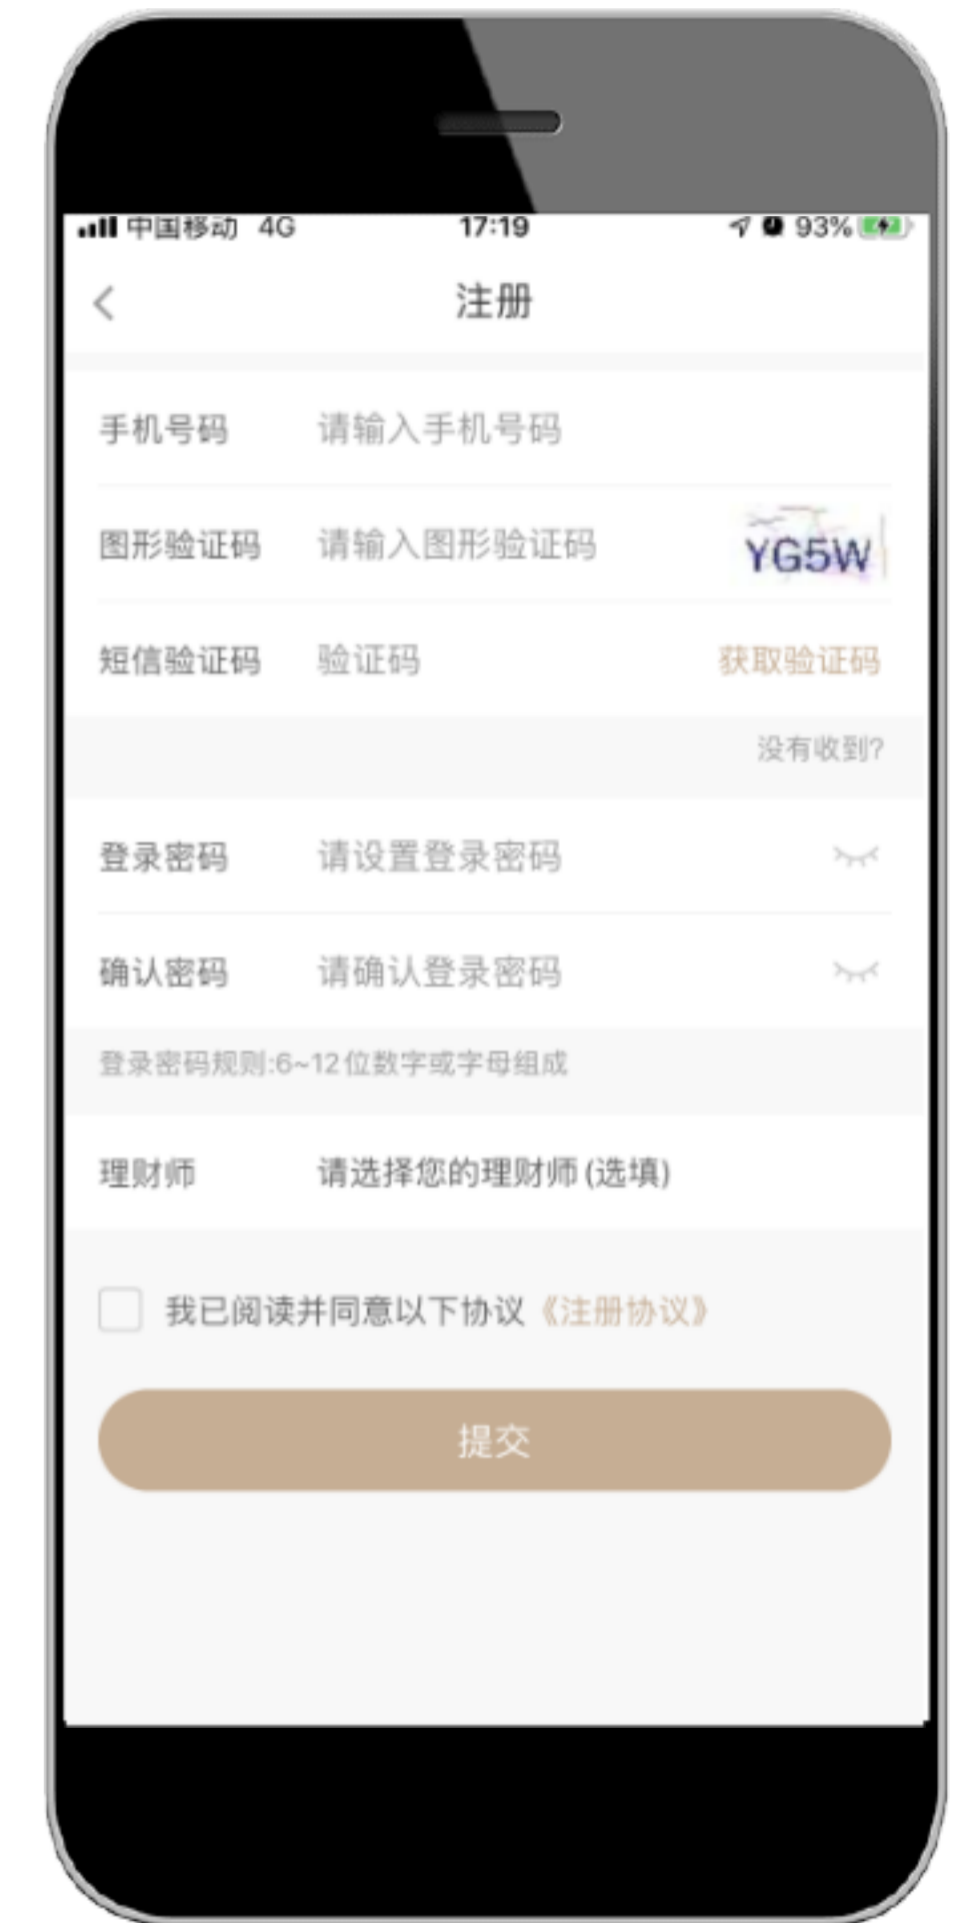 中国移动 4G 17:19 93%
注册
手机号码 请输入手机号码
图形验证码 请输入图形验证码 YG5W
短信验证码 验证码 获取验证码
没有收到?
登录密码 请设置登录密码
确认密码 请确认登录密码
登录密码规则:6~12位数字或字母组成
理财师 请选择您的理财师(选填)
我已阅读并同意以下协议《注册协议》
提交